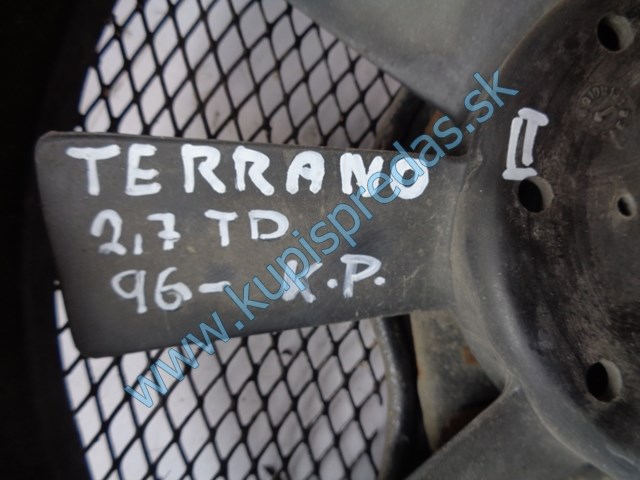 TERRANO II
2,7 TD
96- K.P.
www.kupispredas.sk